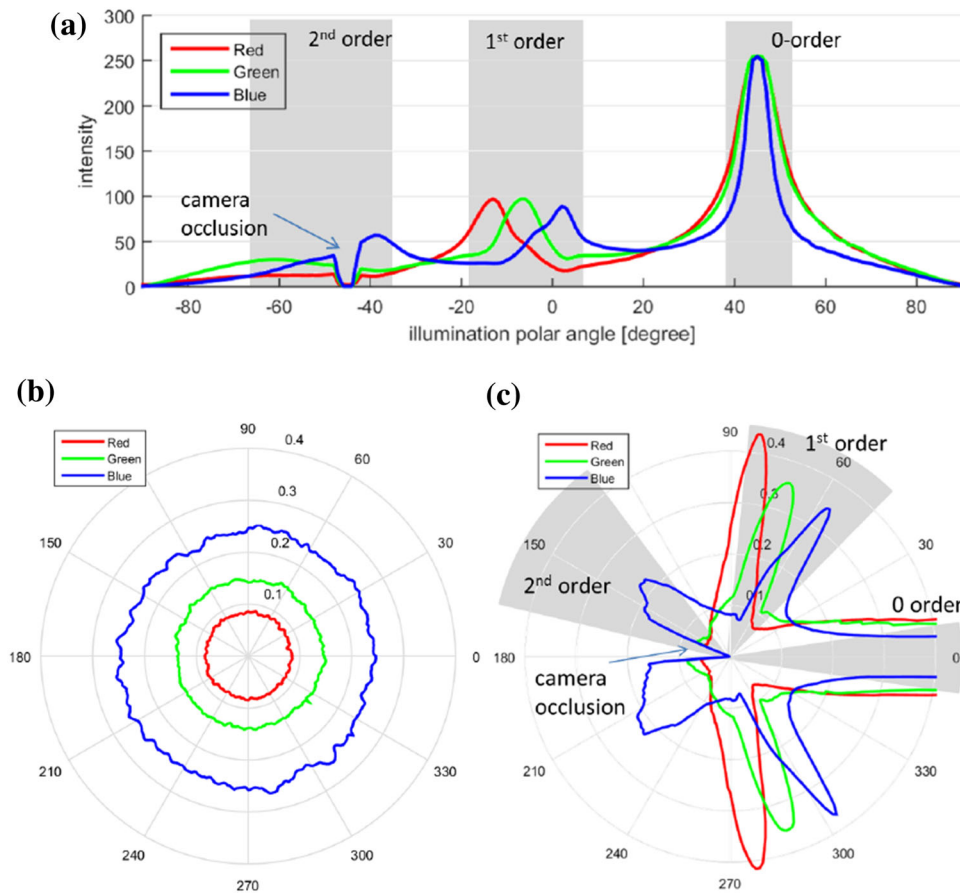 (a)
300
250
200
150
100
50
0
intensity
Red
Green
Blue
2nd order
1st order
0-order
camera
occlusion
-80
-60
-40
-20
0
20
40
60
80
illumination polar angle [degree]
(b)
Red
Green
Blue
90
0.4
60
0.3
150
30
0.2
0.1
180
0
210
330
240
300
270
(c)
Red
Green
Blue
90
0.4
1st order
60
0.3
150
30
0.2
2nd order
0.1
0 order
180
0
camera
occlusion
210
330
240
300
270